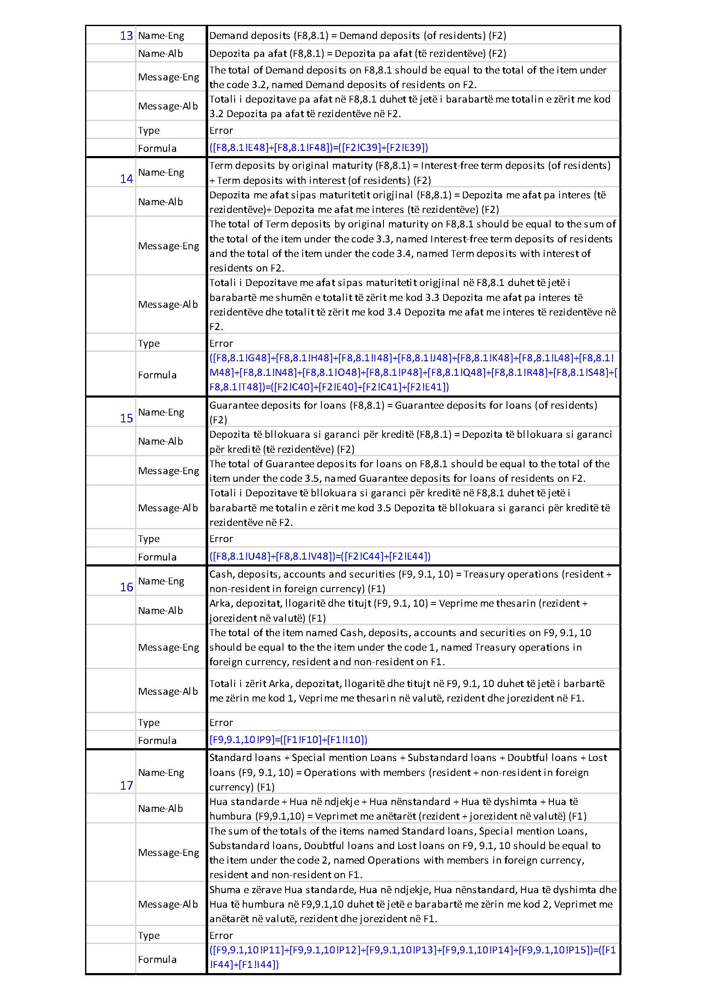 13 Name-Eng Demand deposits (F8,8.1) = Demand deposits (of residents) (F2)
Name-Alb Depozita pa afat (F8,8.1) = Depozita pa afat (të rezidentëve) (F2)
Message-Eng The total of Demand deposits on F8,8.1 should be equal to the total of the item under
the code 3.2, named Demand deposits of residents on F2.
Message-Alb Totali i depozitave pa afat në F8,8.1 duhet të jetë i barabartë me totalin e zërit me kod
3.2 Depozita pa afat të rezidentëve në F2.
Type Error
Formula ([F8,8.1!E48]+[F8,8.1!F48])=([F2!C39]+[F2!E39])
14 Name-Eng Term deposits by original maturity (F8,8.1) = Interest-free term deposits (of residents)
+ Term deposits with interest (of residents) (F2)
Name-Alb Depozita me afat sipas maturitetit origjinal (F8,8.1) = Depozita me afat pa interes (të
rezidentëve)+ Depozita me afat me interes (të rezidentëve) (F2)
Message-Eng The total of Term deposits by original maturity on F8,8.1 should be equal to the sum of
the total of the item under the code 3.3, named Interest-free term deposits of residents
and the total of the item under the code 3.4, named Term deposits with interest of
residents on F2.
Message-Alb Totali i Depozitave me afat sipas maturitetit origjinal në F8,8.1 duhet të jetë i
barabartë me shumën e totalit të zërit me kod 3.3 Depozita me afat pa interes të
rezidentëve dhe totalit të zërit me kod 3.4 Depozita me afat me interes të rezidentëve në
F2.
Type Error
Formula ([F8,8.1!G48]+[F8,8.1!H48]+[F8,8.1!I48]+[F8,8.1!J48]+[F8,8.1!K48]+[F8,8.1!L48]+[F8,8.1!
M48]+[F8,8.1!N48]+[F8,8.1!O48]+[F8,8.1!P48]+[F8,8.1!Q48]+[F8,8.1!R48]+[F8,8.1!S48]+[
F8,8.1!T48])=([F2!C40]+[F2!E40]+[F2!C41]+[F2!E41])
15 Name-Eng Guarantee deposits for loans (F8,8.1) = Guarantee deposits for loans (of residents)
(F2)
Name-Alb Depozita të bllokuara si garanci për kreditë (F8,8.1) = Depozita të bllokuara si garanci
për kreditë (të rezidentëve) (F2)
Message-Eng The total of Guarantee deposits for loans on F8,8.1 should be equal to the total of the
item under the code 3.5, named Guarantee deposits for loans of residents on F2.
Message-Alb Totali i Depozitave të bllokuara si garanci për kreditë në F8,8.1 duhet të jetë i
barabartë me totalin e zërit me kod 3.5 Depozita të bllokuara si garanci për kreditë të
rezidentëve në F2.
Type Error
Formula ([F8,8.1!U48]+[F8,8.1!V48])=([F2!C44]+[F2!E44])
16 Name-Eng Cash, deposits, accounts and securities (F9, 9.1, 10) = Treasury operations (resident +
non-resident in foreign currency) (F1)
Name-Alb Arka, depozitat, llogaritë dhe titujt (F9, 9.1, 10) = Veprime me thesarin (rezident +
jorezident në valutë) (F1)
Message-Eng The total of the item named Cash, deposits, accounts and securities on F9, 9.1, 10
should be equal to the the item under the code 1, named Treasury operations in
foreign currency, resident and non-resident on F1.
Message-Alb Totali i zërit Arka, depozitat, llogaritë dhe titujt në F9, 9.1, 10 duhet të jetë i barbartë
me zërin me kod 1, Veprime me thesarin në valutë, rezident dhe jorezident në F1.
Type Error
Formula [F9,9.1,10!P9]=([F1!F10]+[F1!I10])
17 Name-Eng Standard loans + Special mention Loans + Substandard loans + Doubtful loans + Lost
loans (F9, 9.1, 10) = Operations with members (resident + non-resident in foreign
currency) (F1)
Name-Alb Hua standarde + Hua në ndjekje + Hua nënstandard + Hua të dyshimta + Hua të
humbura (F9,9.1,10) = Veprimet me anëtarët (rezident + jorezident në valutë) (F1)
Message-Eng The sum of the totals of the items named Standard loans, Special mention Loans,
Substandard loans, Doubtful loans and Lost loans on F9, 9.1, 10 should be equal to
the item under the code 2, named Operations with members in foreign currency,
resident and non-resident on F1.
Message-Alb Shuma e zërave Hua standarde, Hua në ndjekje, Hua nënstandard, Hua të dyshimta dhe
Hua të humbura në F9,9.1,10 duhet të jetë e barabartë me zërin me kod 2, Veprimet me
anëtarët në valutë, rezident dhe jorezident në F1.
Type Error
Formula ([F9,9.1,10!P11]+[F9,9.1,10!P12]+[F9,9.1,10!P13]+[F9,9.1,10!P14]+[F9,9.1,10!P15])=([F1
!F44]+[F1!I44])